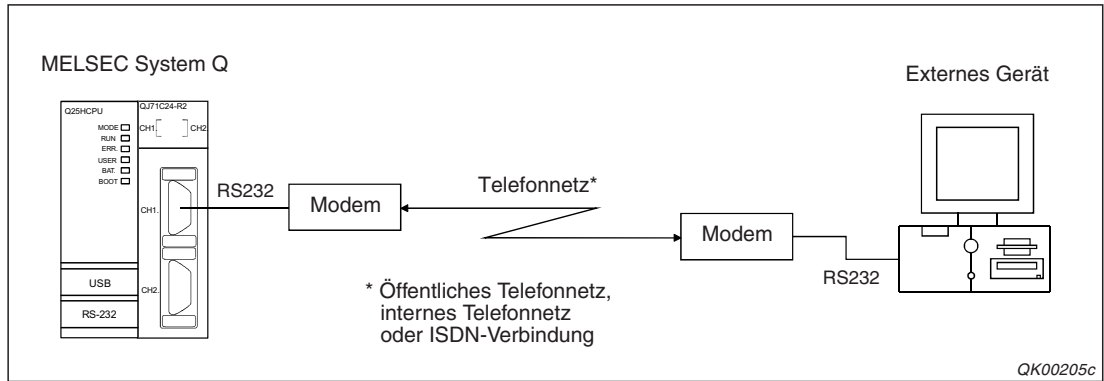 MELSEC System Q
Externes Gerät
Q25HCPU
QJ71C24-R2
MODE
RUN
ERR.
USER
BAT.
BOOT
CH1.
CH2.
CH1.
CH2.
USB
RS-232
RS232
Modem
Telefonnetz*
Modem
RS232
* Öffentliches Telefonnetz,
internes Telefonnetz
oder ISDN-Verbindung
QK00205c